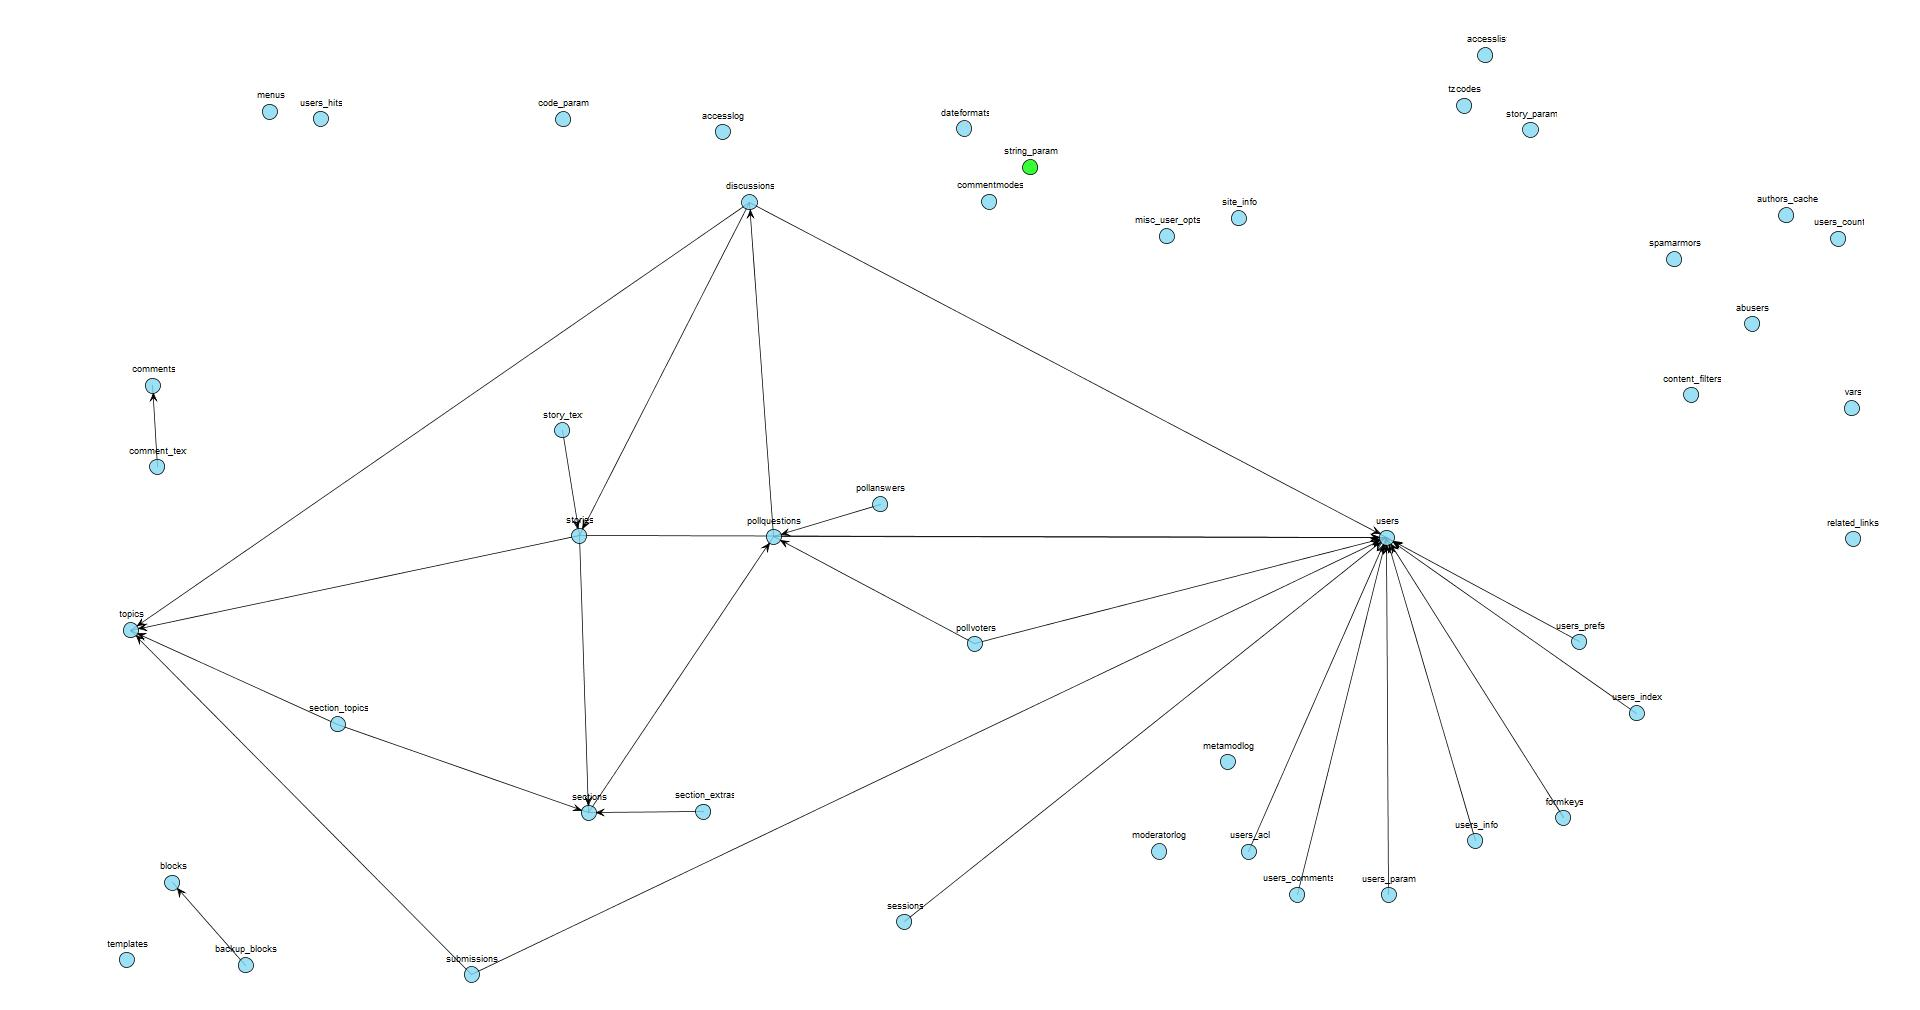 accesslis
tzcodes
menus
users_hits
code_param
accesslog
dateformats
story_param
string_param
discussions
commentmodes
authors_cache
site_info
misc_user_opts
users_count
spamarmors
abusers
comments
content_filters
vars
story_tex
comment_tex
pollanswers
stories
pollquestions
users
related_links
topics
pollvoters
users_prefs
users_index
section_topics
metamodlog
sections
section_extras
formkeys
users_info
moderatorlog
users_acl
blocks
users_comments
users_param
sessions
templates
backup_blocks
submissions